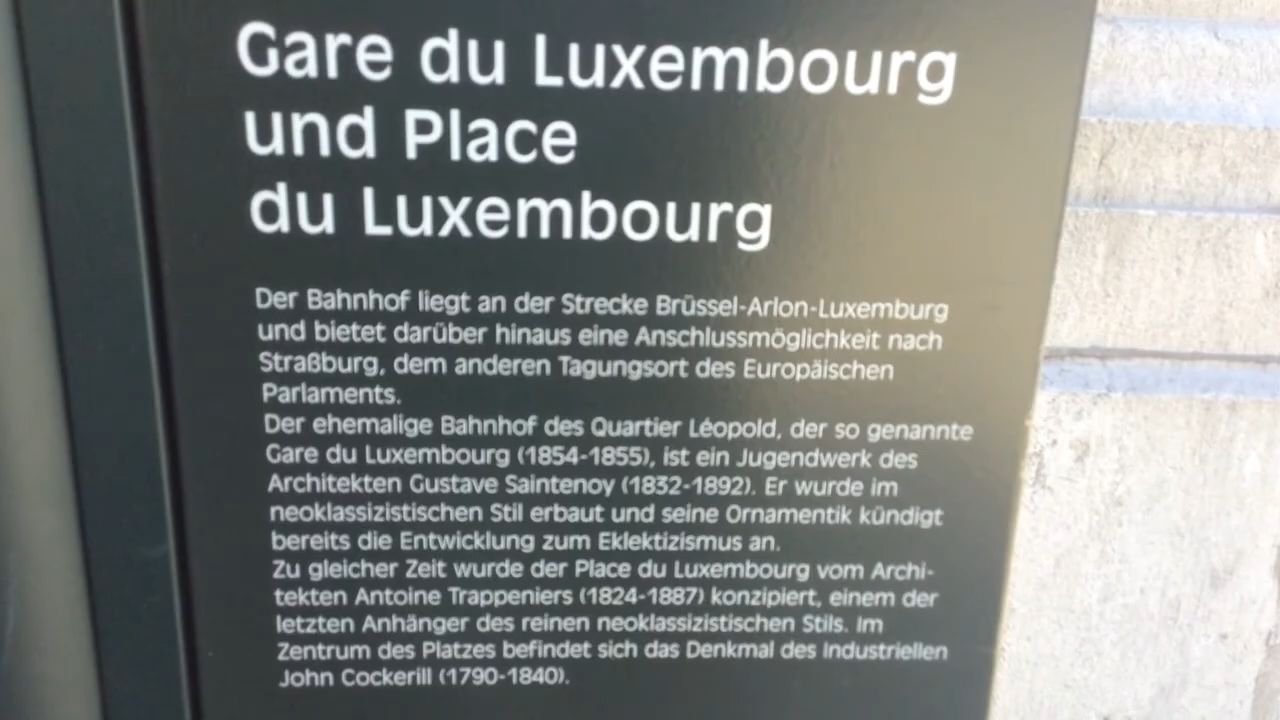 Gare du Luxembourg
und Place
du Luxembourg
Der Bahnhof liegt an der Strecke Brüssel-Arlon-Luxemburg
und bietet darüber hinaus eine Anschlussmöglichkeit nach
Straßburg, dem anderen Tagungsort des Europäischen
Parlaments.
Der ehemalige Bahnhof des Quartier Léopold, der so genannte
Gare du Luxembourg (1854-1855), ist ein Jugendwerk des
Architekten Gustave Saintenoy (1832-1892). Er wurde im
neoklassizistischen Stil erbaut und seine Ornamentik kündigt
bereits die Entwicklung zum Eklektizismus an.
Zu gleicher Zeit wurde der Place du Luxembourg vom Archi-
tekten Antoine Trappeniers (1824-1887) konzipiert, einem der
letzten Anhänger des reinen neoklassizistischen Stils. Im
Zentrum des Platzes befindet sich das Denkmal des Industriellen
John Cockerill (1790-1840).